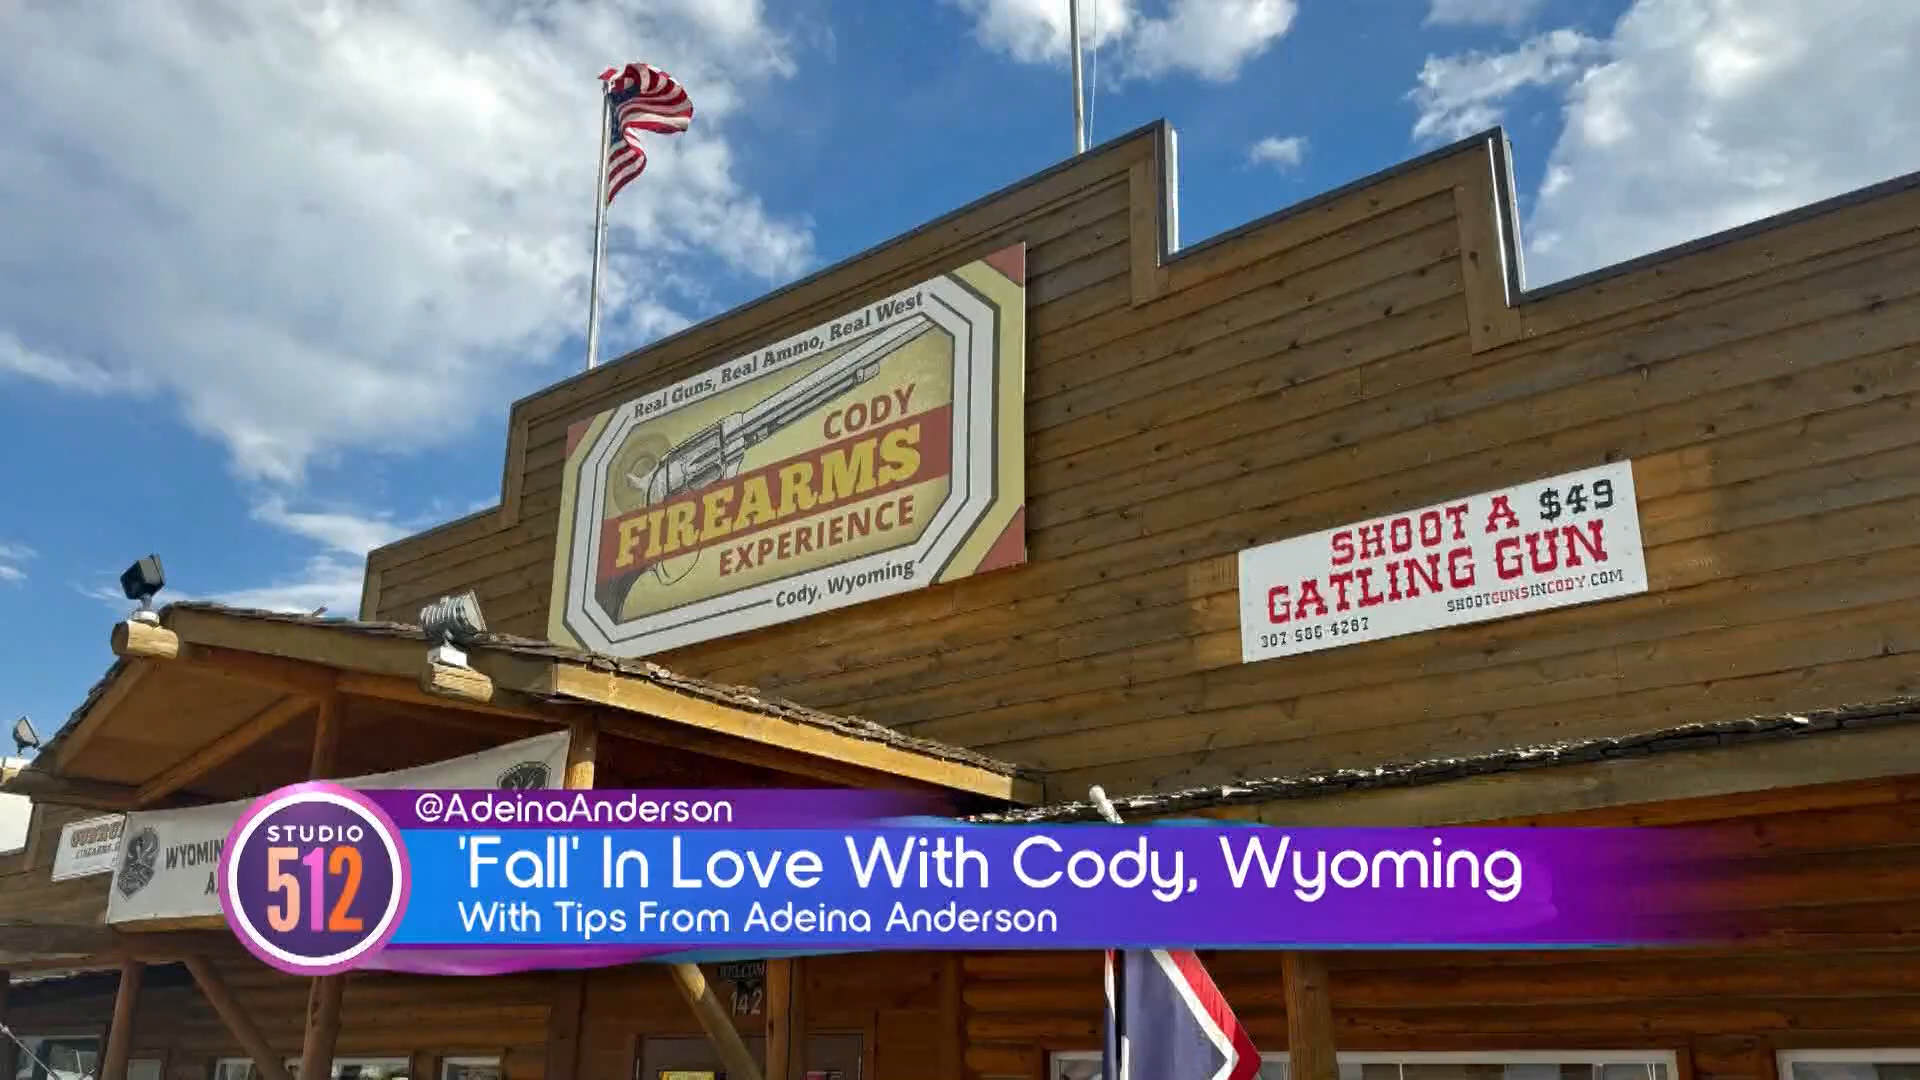 Real Guns, Real Ammo, Real West
CODY
FIREARMS
EXPERIENCE
Cody, Wyoming
SHOOT A $49
GATLING GUN
SHOOTGUNSINCODY.COM
307-586-4287
@AdeinaAnderson
STUDIO
512
'Fall' In Love With Cody, Wyoming
With Tips From Adeina Anderson
142